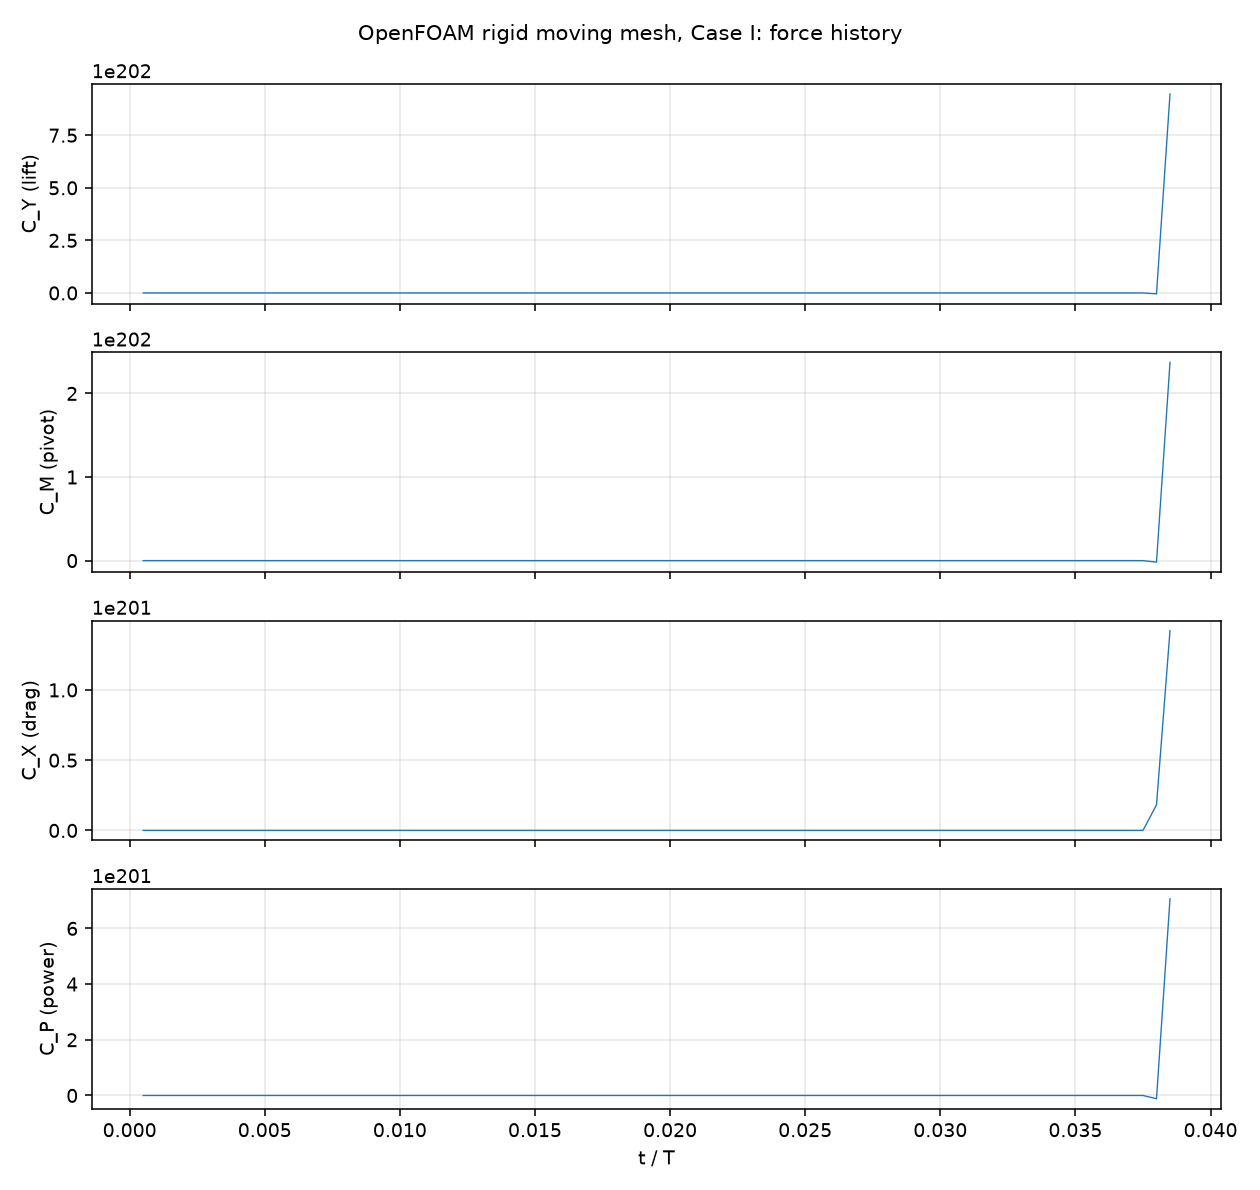 OpenFOAM rigid moving mesh, Case I: force history
1e202
C_Y (lift)
7.5
5.0
2.5
0.0
1e202
C_M (pivot)
2
1
0
1e201
C_X (drag)
1.0
0.5
0.0
1e201
C_P (power)
6
4
2
0
0.000 0.005 0.010 0.015 0.020 0.025 0.030 0.035 0.040
t / T